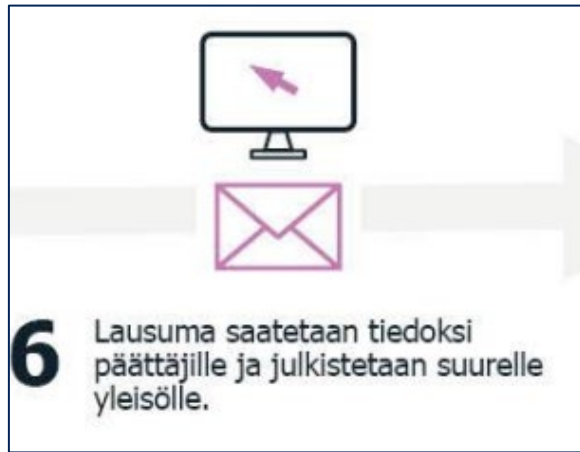 6 Lausuma saatetaan tiedoksi
päättäjille ja julkistetaan suurelle
yleisölle.